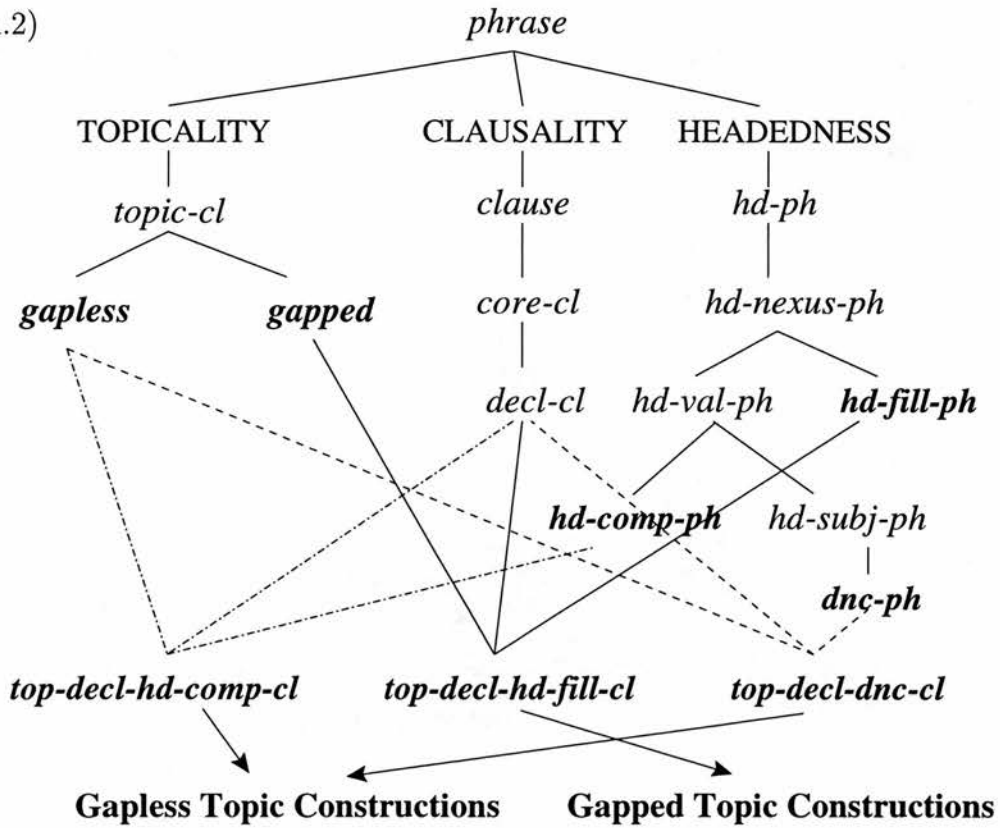 .2)
phrase
TOPICALITY CLAUSALITY HEADEDNESS
topic-cl clause hd-ph
gapless gapped core-cl hd-nexus-ph
decl-cl hd-val-ph hd-fill-ph
hd-comp-ph hd-subj-ph
dnc-ph
top-decl-hd-comp-cl top-decl-hd-fill-cl top-decl-dnc-cl
Gapless Topic Constructions Gapped Topic Constructions